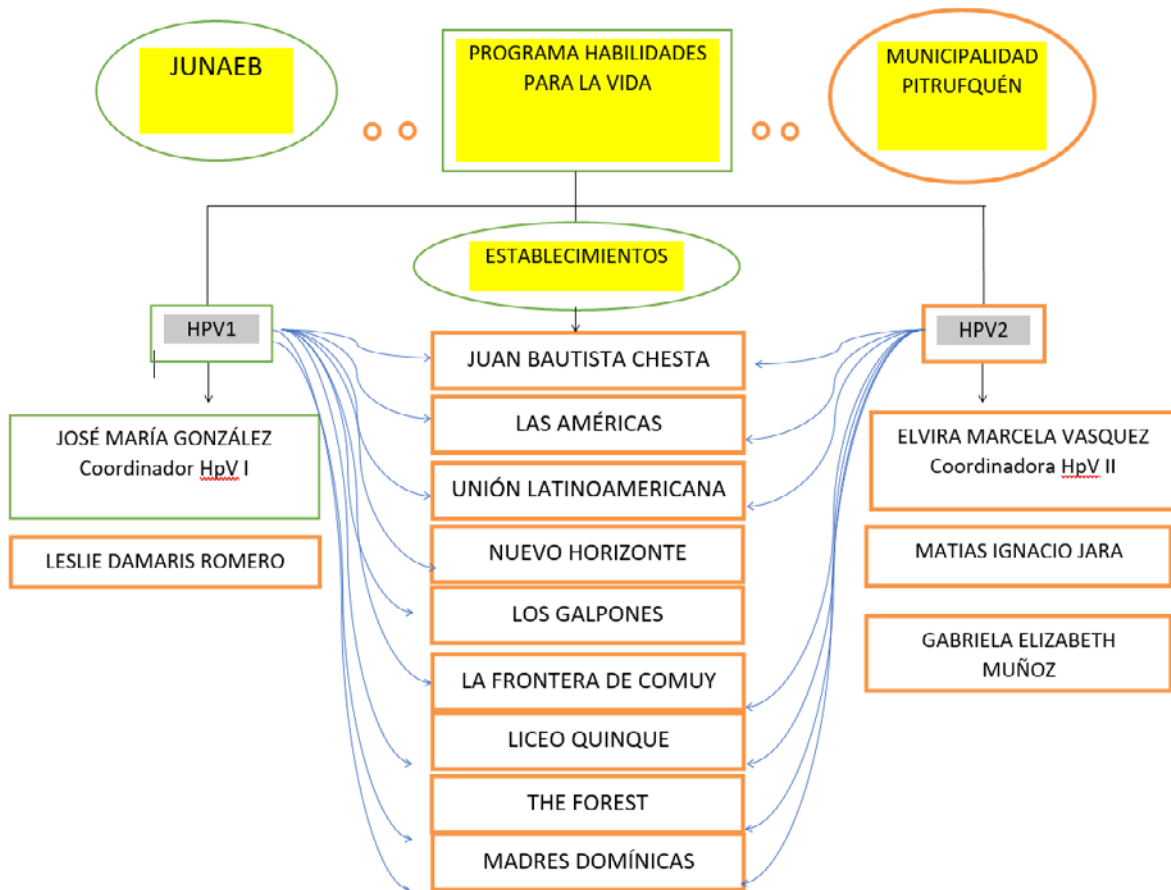 JUNAEB
PROGRAMA HABILIDADES
PARA LA VIDA
MUNICIPALIDAD
PITRUFQUÉN
ESTABLECIMIENTOS
HPV1
HPV2
JOSÉ MARÍA GONZÁLEZ
Coordinador HpV I
LESLIE DAMARIS ROMERO
JUAN BAUTISTA CHESTA
LAS AMÉRICAS
UNIÓN LATINOAMERICANA
NUEVO HORIZONTE
LOS GALPONES
LA FRONTERA DE COMUY
LICEO QUINQUE
THE FOREST
MADRES DOMÍNICAS
ELVIRA MARCELA VASQUEZ
Coordinadora HpV II
MATIAS IGNACIO JARA
GABRIELA ELIZABETH
MUÑOZ